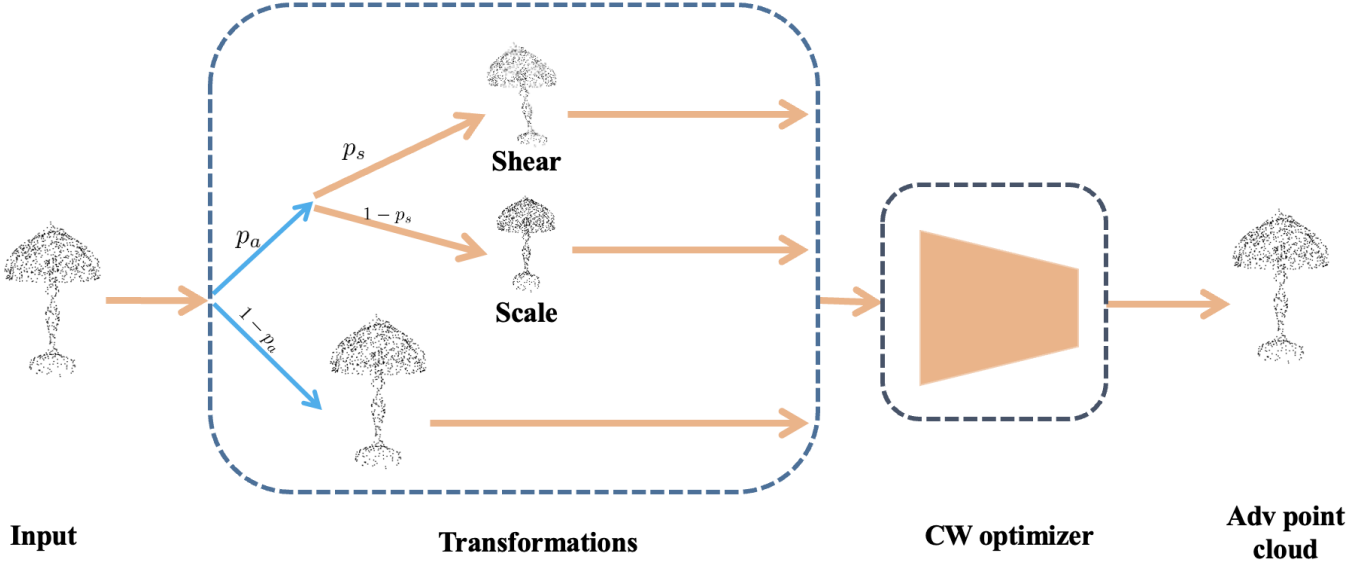 p_s
Shear
1 − p_s
p_a
Scale
1 − p_a
Input
Transformations
CW optimizer
Adv point
cloud